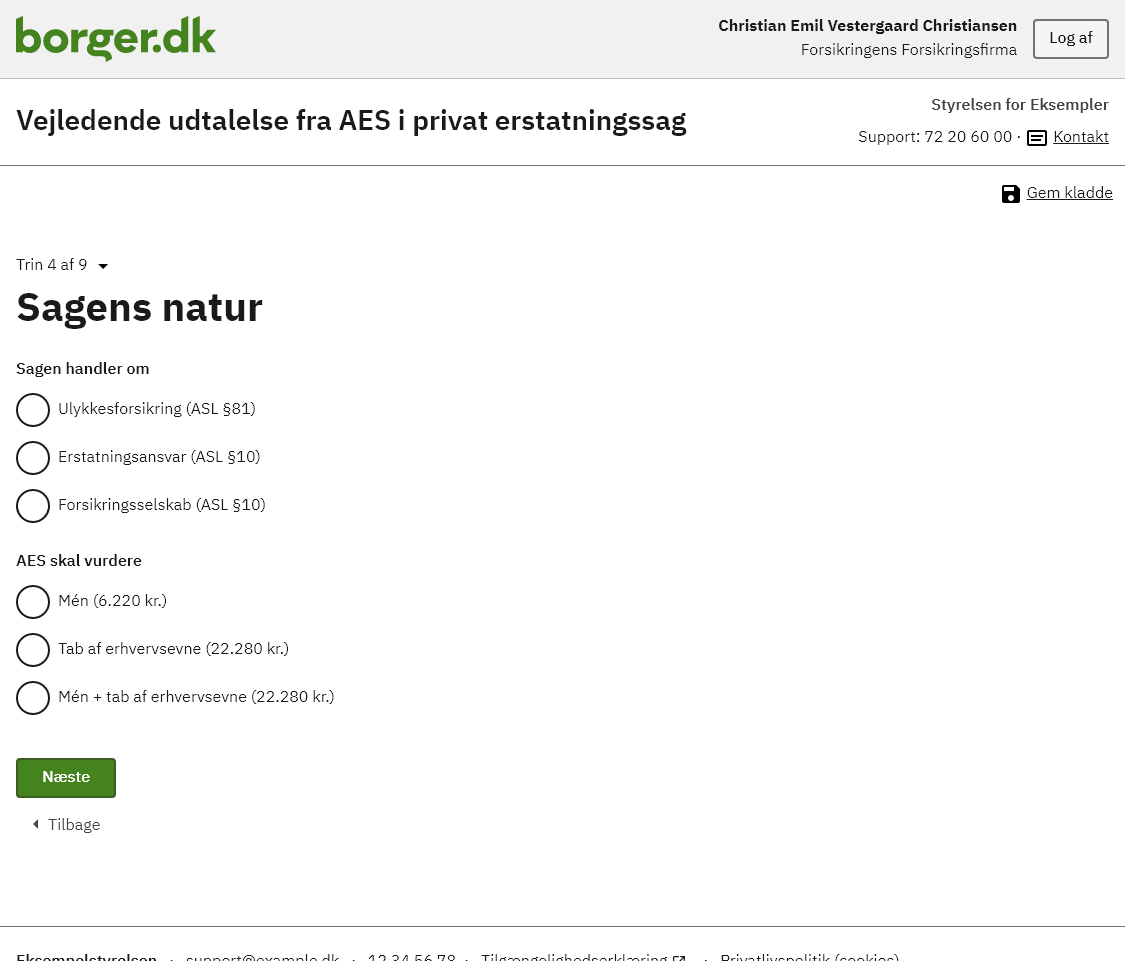 borger.dk
Christian Emil Vestergaard Christiansen
Forsikringens Forsikringsfirma
Log af
Vejledende udtalelse fra AES i privat erstatningssag
Styrelsen for Eksempler
Support: 72 20 60 00 · Kontakt
Gem kladde
Trin 4 af 9
Sagens natur
Sagen handler om
Ulykkesforsikring (ASL §81)
Erstatningsansvar (ASL §10)
Forsikringsselskab (ASL §10)
AES skal vurdere
Mén (6.220 kr.)
Tab af erhvervsevne (22.280 kr.)
Mén + tab af erhvervsevne (22.280 kr.)
Næste
Tilbage
Eksempelstyrelsen · support@example.dk · 12 34 56 78 · Tilgængelighedserklæring · Privatlivspolitik (cookies)